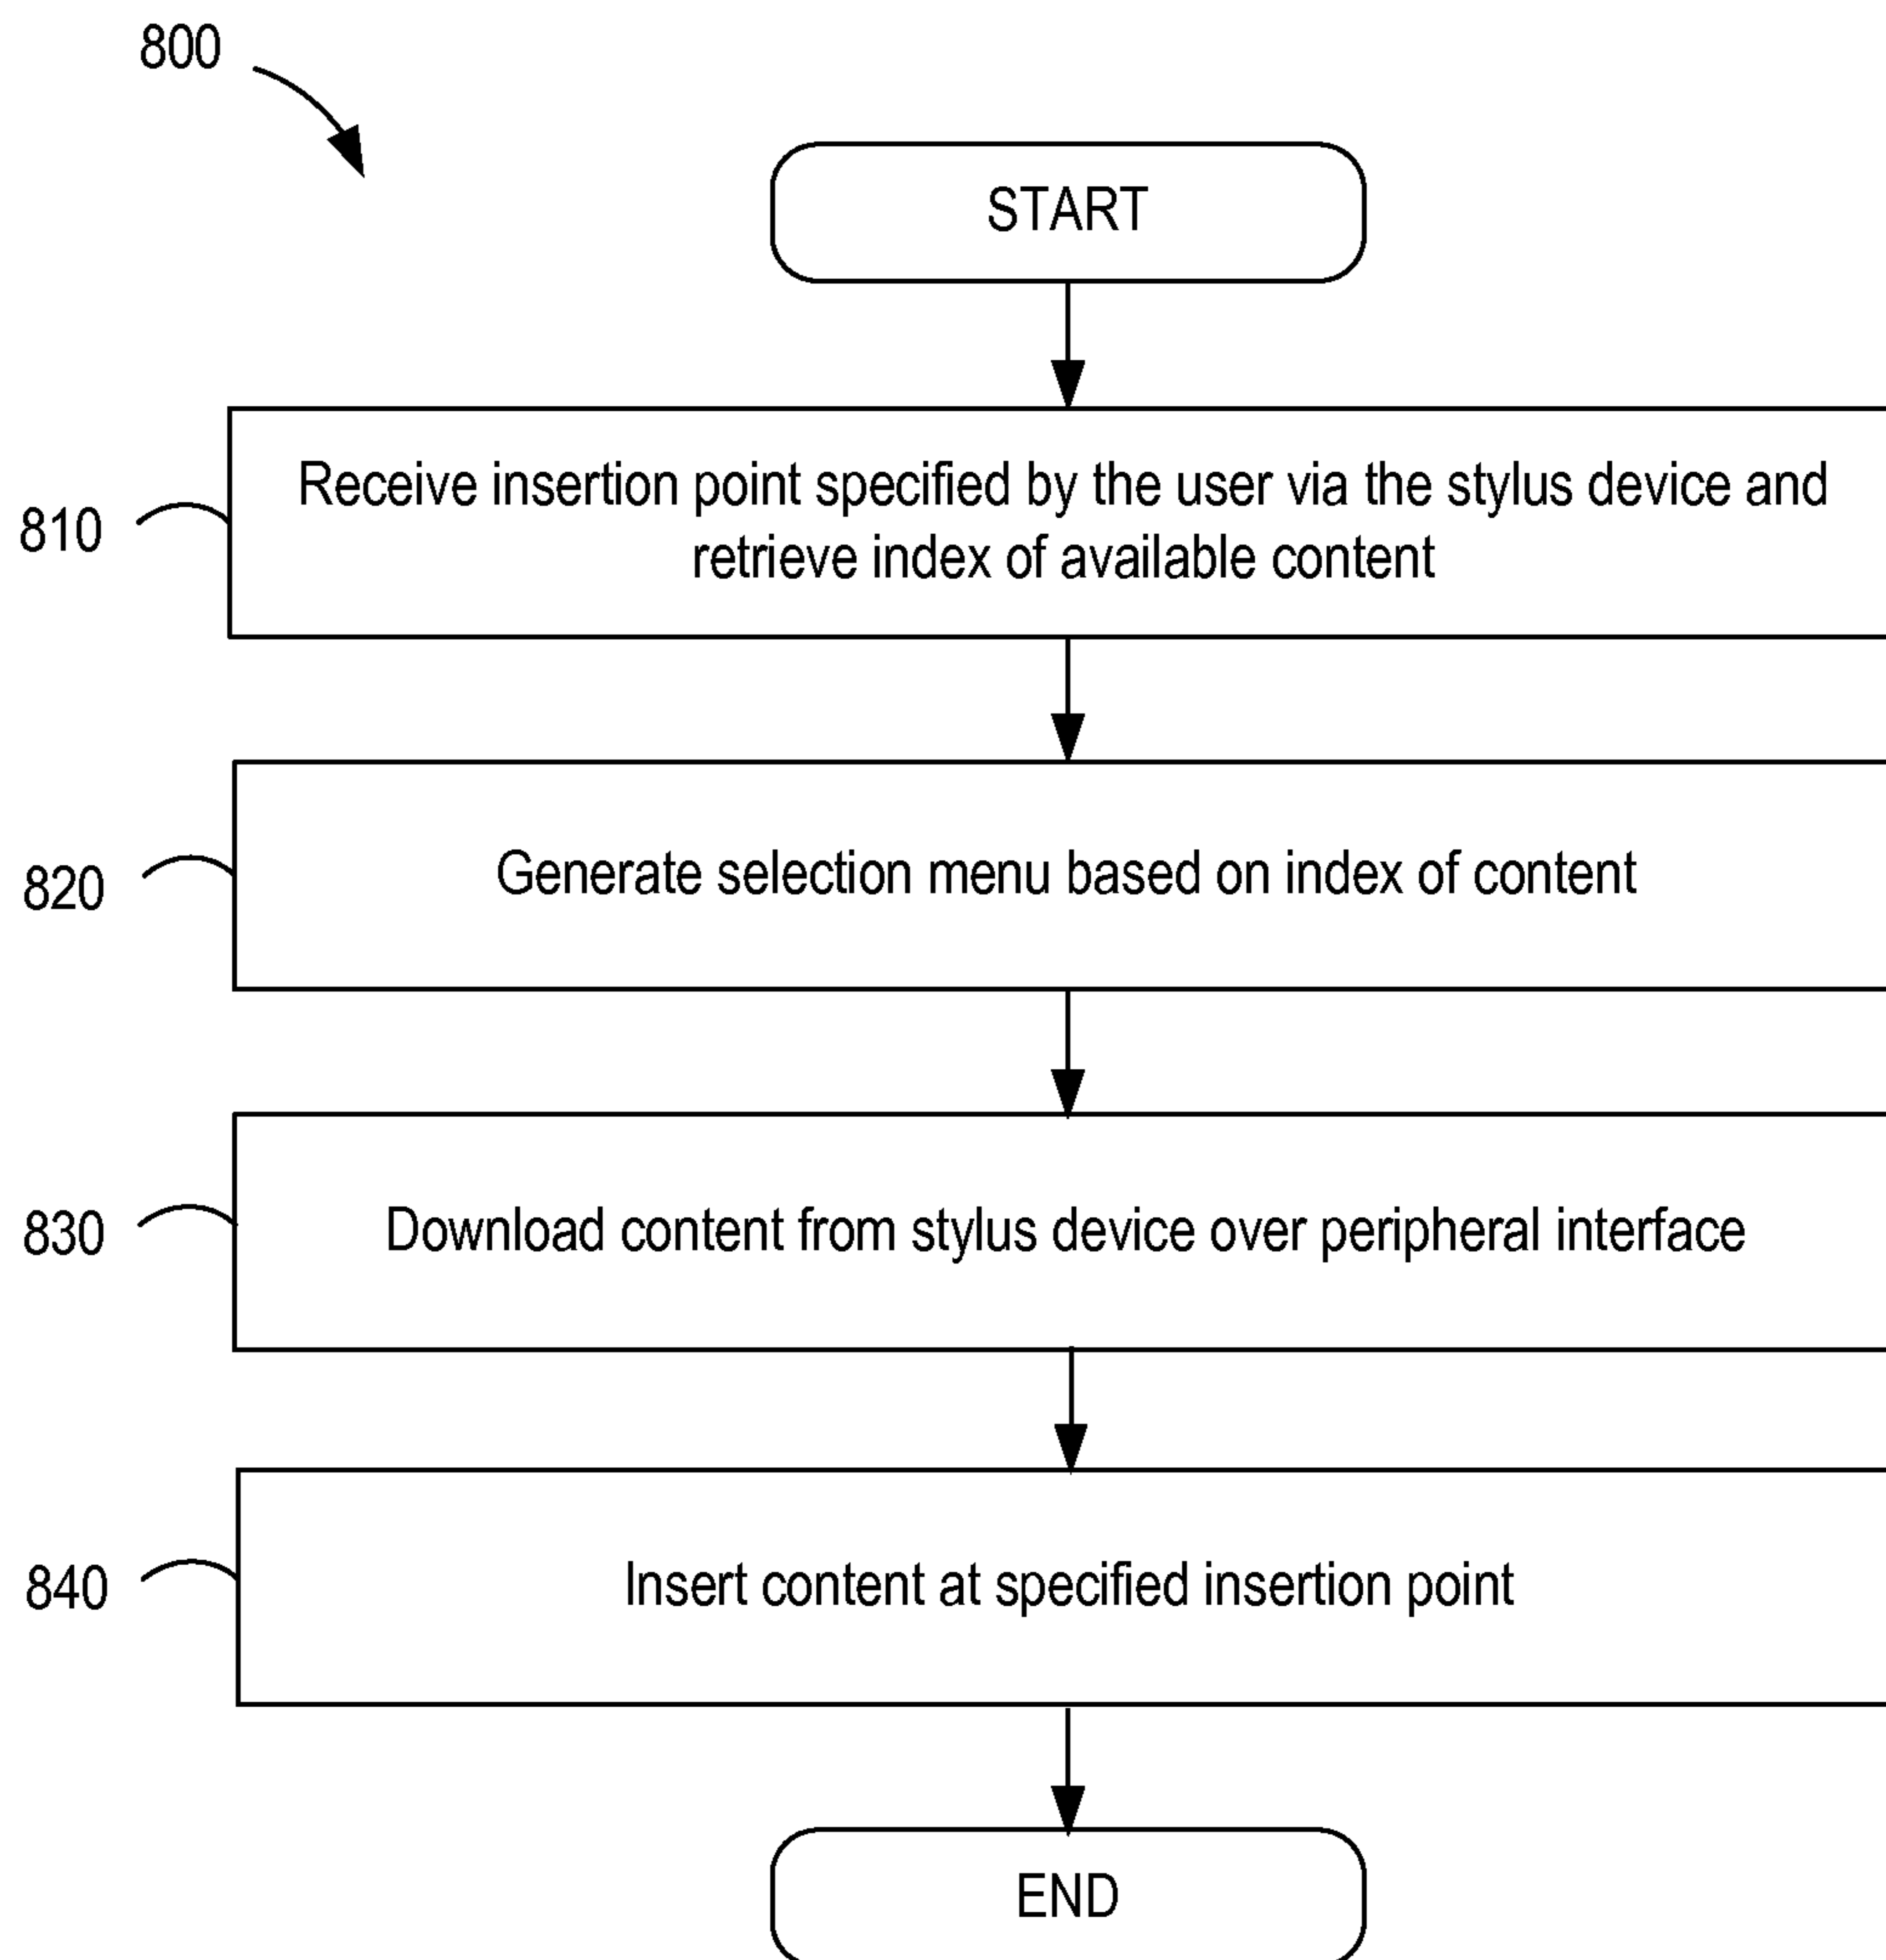 800
START
810
Receive insertion point specified by the user via the stylus device and
retrieve index of available content
820
Generate selection menu based on index of content
830
Download content from stylus device over peripheral interface
840
Insert content at specified insertion point
END